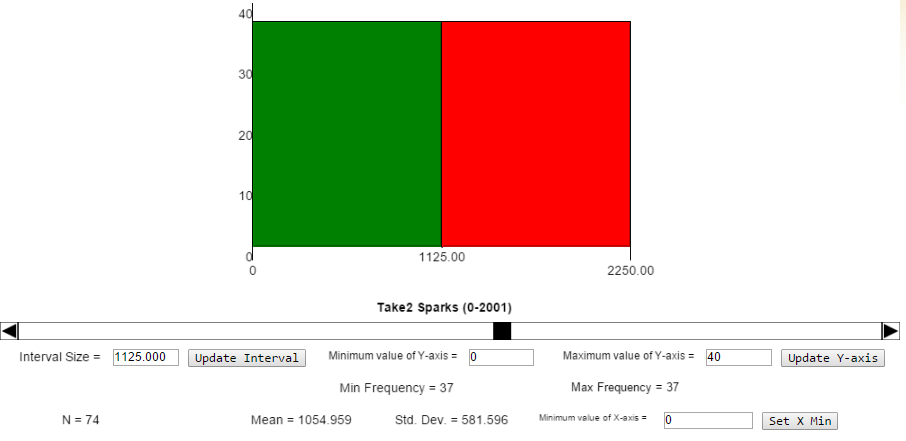 40
30
20
10
0
0 1125.00 2250.00
Take2 Sparks (0-2001)
Interval Size = 1125.000 Update Interval Minimum value of Y-axis = 0 Maximum value of Y-axis = 40 Update Y-axis
Min Frequency = 37 Max Frequency = 37
N = 74 Mean = 1054.959 Std. Dev. = 581.596 Minimum value of X-axis = 0 Set X Min